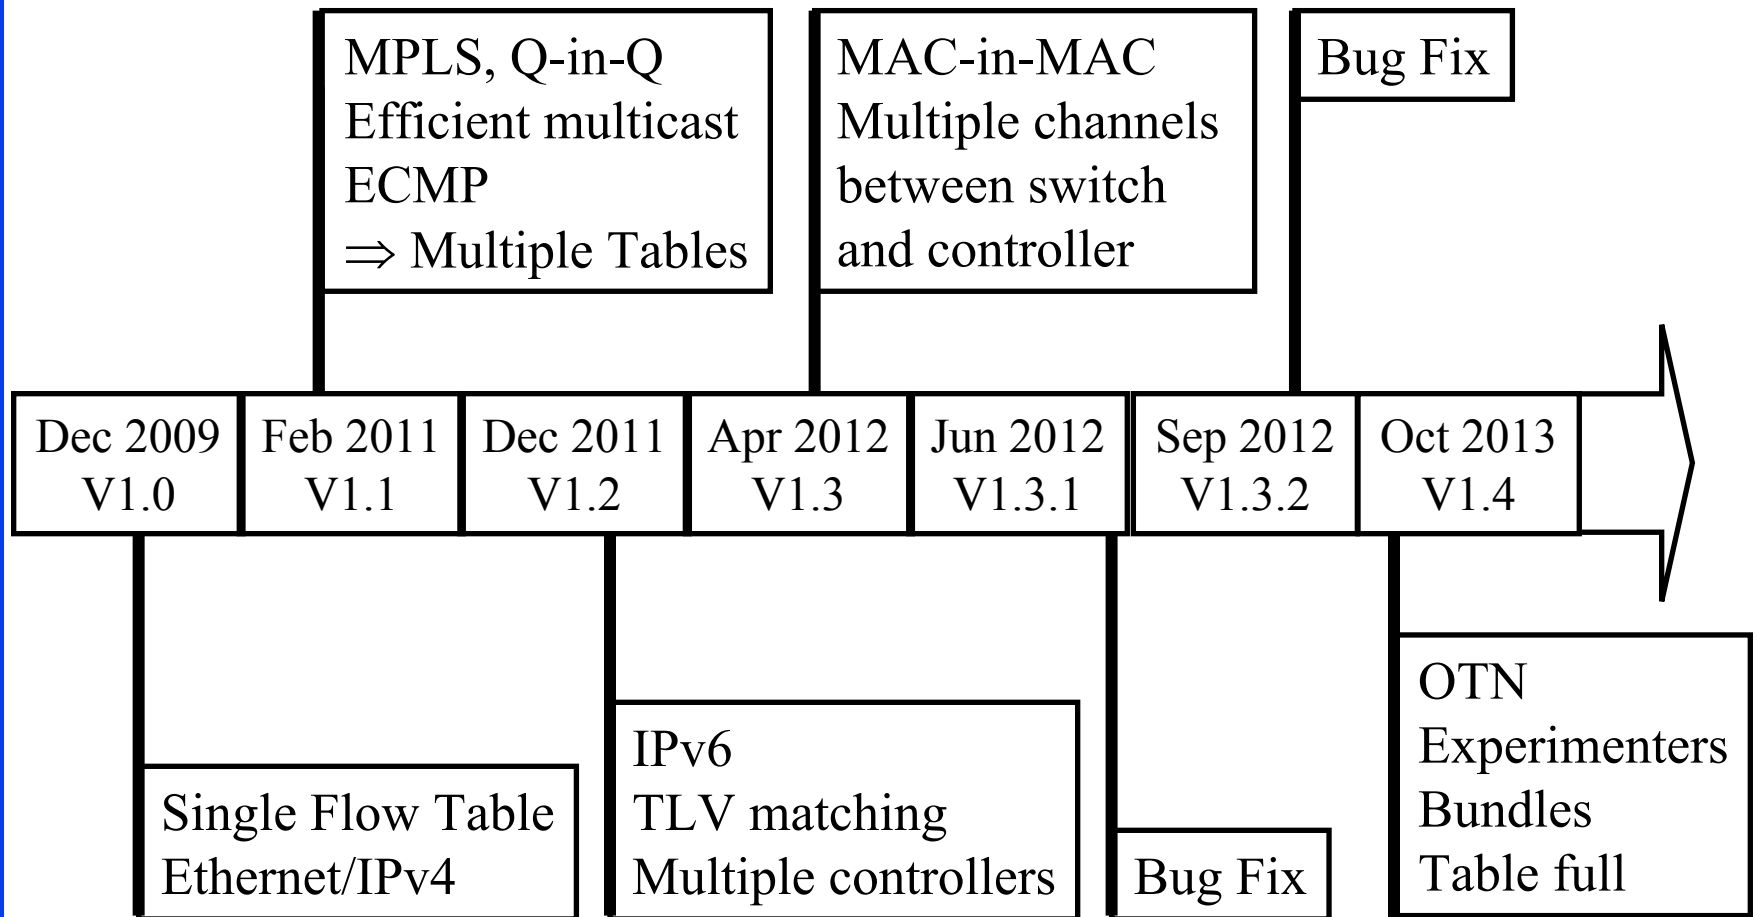 MPLS, Q-in-Q
Efficient multicast
ECMP
⇒ Multiple Tables
MAC-in-MAC
Multiple channels
between switch
and controller
Bug Fix
Dec 2009
V1.0
Feb 2011
V1.1
Dec 2011
V1.2
Apr 2012
V1.3
Jun 2012
V1.3.1
Sep 2012
V1.3.2
Oct 2013
V1.4
Single Flow Table
Ethernet/IPv4
IPv6
TLV matching
Multiple controllers
Bug Fix
OTN
Experimenters
Bundles
Table full